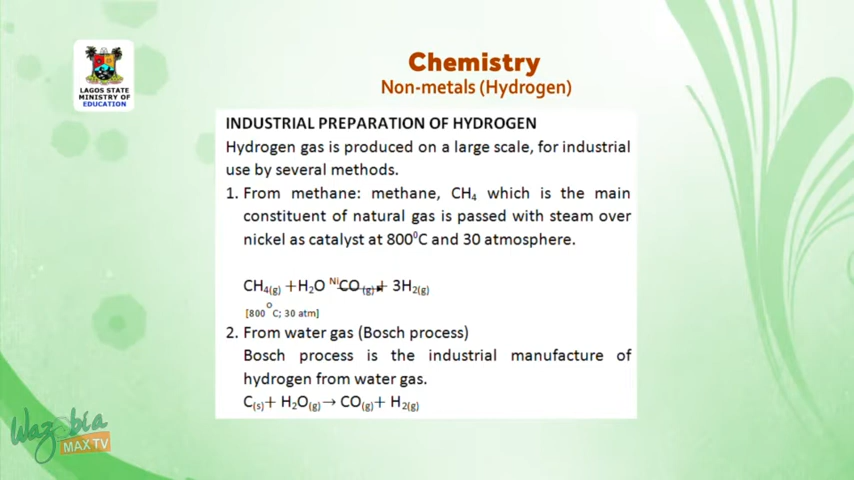 Chemistry
Non-metals (Hydrogen)
LAGOS STATE
MINISTRY OF
EDUCATION
INDUSTRIAL PREPARATION OF HYDROGEN
Hydrogen gas is produced on a large scale, for industrial
use by several methods.
1. From methane: methane, CH₄ which is the main
constituent of natural gas is passed with steam over
nickel as catalyst at 800⁰C and 30 atmosphere.
CH₄(g) +H₂O Ni CO (g) + 3H₂(g)
[800°C; 30 atm]
2. From water gas (Bosch process)
Bosch process is the industrial manufacture of
hydrogen from water gas.
C(s)+ H₂O(g)→ CO(g)+ H₂(g)
Wazobia
MAX TV